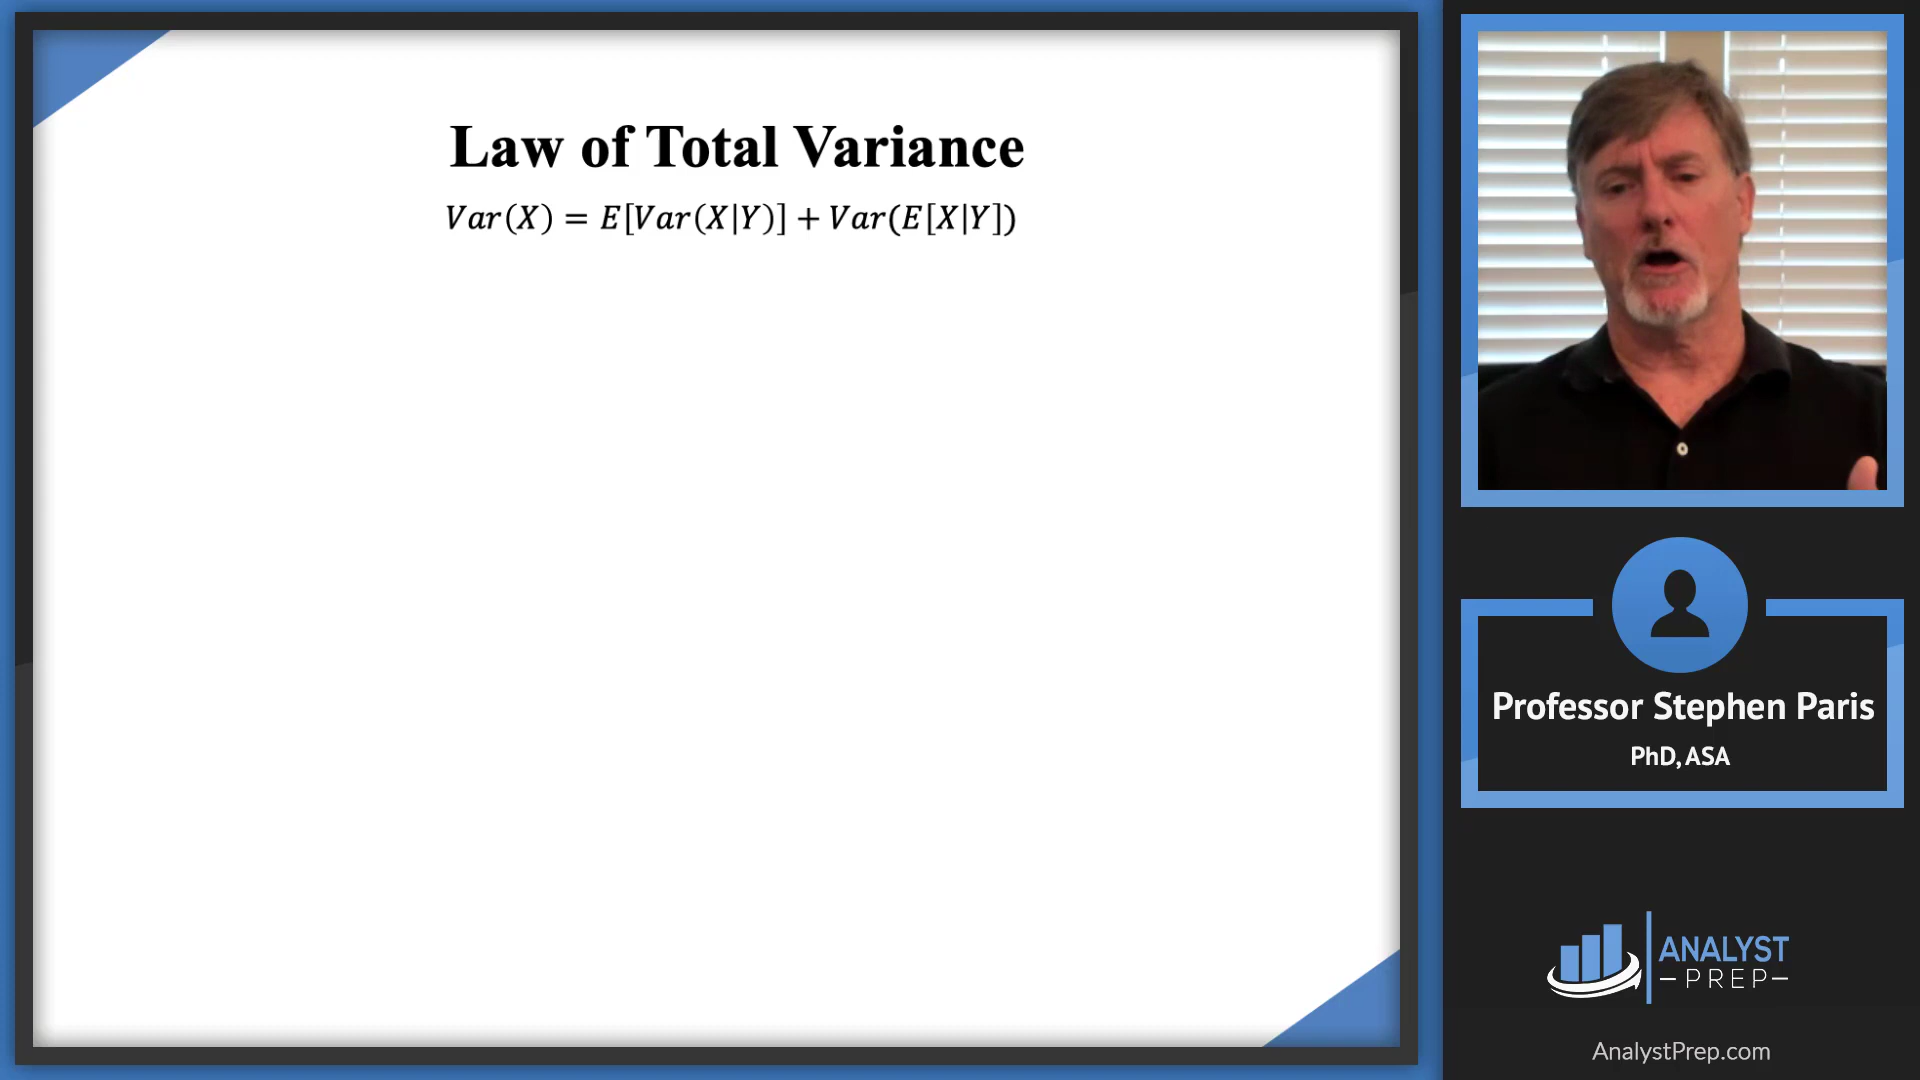 Law of Total Variance
Var(X) = E[Var(X|Y)] + Var(E[X|Y])
Professor Stephen Paris
PhD, ASA
ANALYST
PREP
AnalystPrep.com